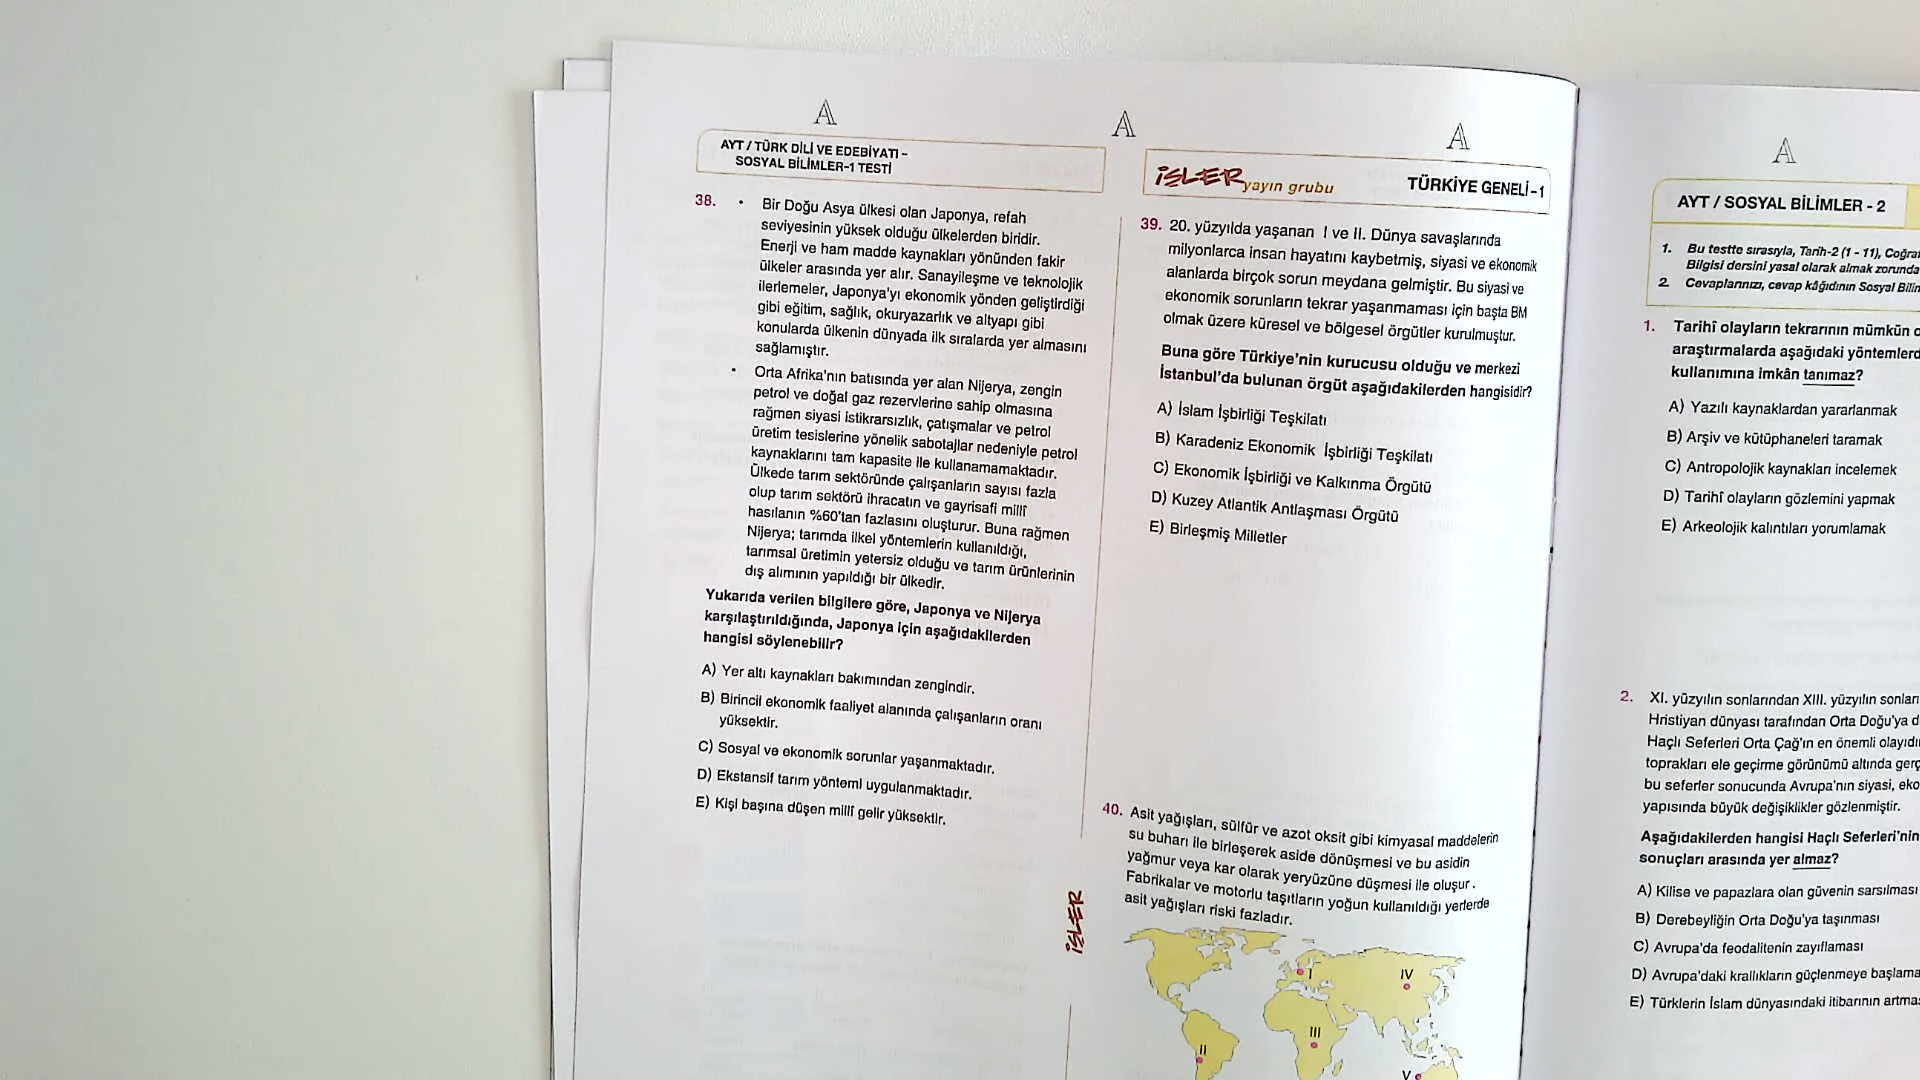 A A A A
AYT / TÜRK DİLİ VE EDEBİYATI –
SOSYAL BİLİMLER-1 TESTİ
38. • Bir Doğu Asya ülkesi olan Japonya, refah
seviyesinin yüksek olduğu ülkelerden biridir.
Enerji ve ham madde kaynakları yönünden fakir
ülkeler arasında yer alır. Sanayileşme ve teknolojik
ilerlemeler, Japonya'yı ekonomik yönden geliştirdiği
gibi eğitim, sağlık, okuryazarlık ve altyapı gibi
konularda ülkenin dünyada ilk sıralarda yer almasını
sağlamıştır.
• Orta Afrika'nın batısında yer alan Nijerya, zengin
petrol ve doğal gaz rezervlerine sahip olmasına
rağmen siyasi istikrarsızlık, çatışmalar ve petrol
üretim tesislerine yönelik sabotajlar nedeniyle petrol
kaynaklarını tam kapasite ile kullanamamaktadır.
Ülkede tarım sektöründe çalışanların sayısı fazla
olup tarım sektörü ihracatın ve gayrisafi millî
hasılanın %60'tan fazlasını oluşturur. Buna rağmen
Nijerya; tarımda ilkel yöntemlerin kullanıldığı,
tarımsal üretimin yetersiz olduğu ve tarım ürünlerinin
dış alımının yapıldığı bir ülkedir.
Yukarıda verilen bilgilere göre, Japonya ve Nijerya
karşılaştırıldığında, Japonya için aşağıdakilerden
hangisi söylenebilir?
A) Yer altı kaynakları bakımından zengindir.
B) Birincil ekonomik faaliyet alanında çalışanların oranı
yüksektir.
C) Sosyal ve ekonomik sorunlar yaşanmaktadır.
D) Ekstansif tarım yöntemi uygulanmaktadır.
E) Kişi başına düşen millî gelir yüksektir.
İŞLER
İŞLER yayın grubu TÜRKİYE GENELİ – 1
39. 20. yüzyılda yaşanan I ve II. Dünya savaşlarında
milyonlarca insan hayatını kaybetmiş, siyasi ve ekonomik
alanlarda birçok sorun meydana gelmiştir. Bu siyasi ve
ekonomik sorunların tekrar yaşanmaması için başta BM
olmak üzere küresel ve bölgesel örgütler kurulmuştur.
Buna göre Türkiye'nin kurucusu olduğu ve merkezi
İstanbul'da bulunan örgüt aşağıdakilerden hangisidir?
A) İslam İşbirliği Teşkilatı
B) Karadeniz Ekonomik İşbirliği Teşkilatı
C) Ekonomik İşbirliği ve Kalkınma Örgütü
D) Kuzey Atlantik Antlaşması Örgütü
E) Birleşmiş Milletler
40. Asit yağışları, sülfür ve azot oksit gibi kimyasal maddelerin
su buharı ile birleşerek aside dönüşmesi ve bu asidin
yağmur veya kar olarak yeryüzüne düşmesi ile oluşur.
Fabrikalar ve motorlu taşıtların yoğun kullanıldığı yerlerde
asit yağışları riski fazladır.
I
IV
III
II
V
AYT / SOSYAL BİLİMLER - 2
1. Bu testte sırasıyla, Tarih-2 (1 - 11),
Bilgisi dersini yasal olarak almak zorunda
2. Cevaplarınızı, cevap kâğıdının Sosyal
1. Tarihî olayların tekrarının mümkün
araştırmalarda aşağıdaki
kullanımına imkân tanımaz?
A) Yazılı kaynaklardan yararlanmak
B) Arşiv ve kütüphaneleri taramak
C) Antropolojik kaynakları incelemek
D) Tarihî olayların gözlemini yapmak
E) Arkeolojik kalıntıları yorumlamak
2. XI. yüzyılın sonlarından XIII. yüzyılın
Hristiyan dünyası tarafından Orta Doğu'ya
Haçlı Seferleri Orta Çağ'ın en önemli
toprakları ele geçirme görünümü altında
bu seferler sonucunda Avrupa'nın siyasi,
yapısında büyük değişiklikler gözlenmiştir.
Aşağıdakilerden hangisi Haçlı Seferleri'nin
sonuçları arasında yer almaz?
A) Kilise ve papazlara olan güvenin sarsılması
B) Derebeyliğin Orta Doğu'ya taşınması
C) Avrupa'da feodalitenin zayıflaması
D) Avrupa'daki krallıkların güçlenmeye
E) Türklerin İslam dünyasındaki itibarının